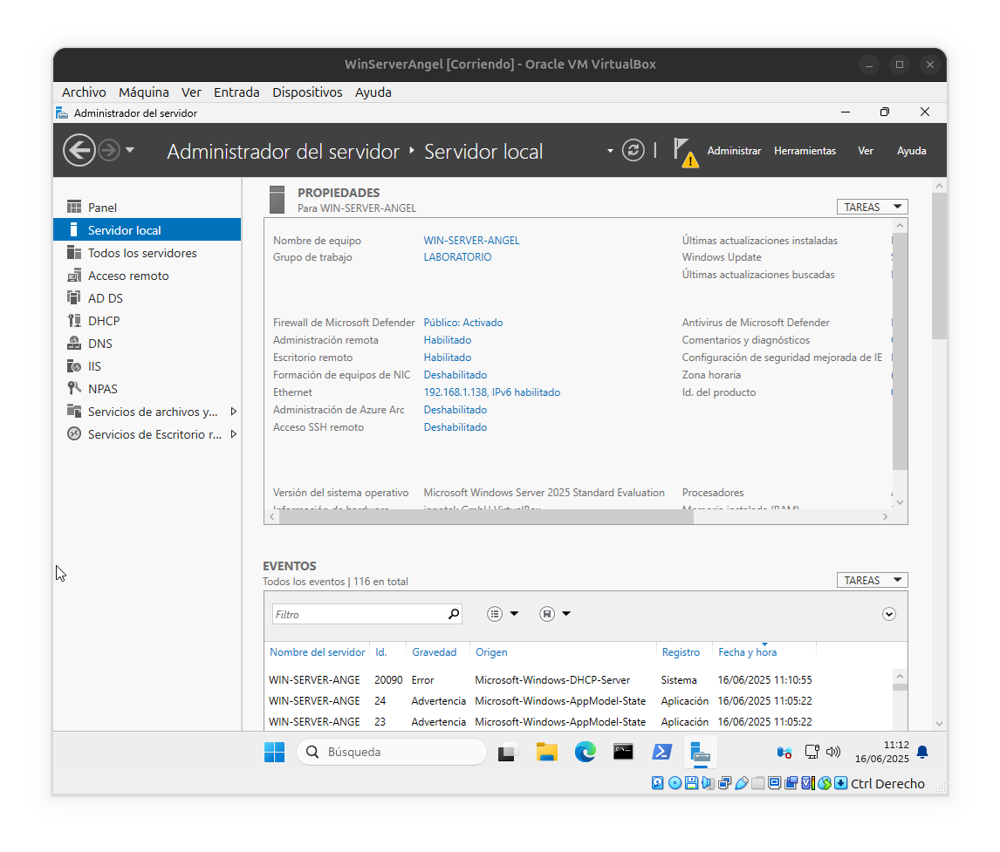 WinServerAngel [Corriendo] - Oracle VM VirtualBox
Archivo Máquina Ver Entrada Dispositivos Ayuda
Administrador del servidor
Administrador del servidor Servidor local
Administrar Herramientas Ver Ayuda
Panel
Servidor local
Todos los servidores
Acceso remoto
AD DS
DHCP
DNS
IIS
NPAS
Servicios de archivos y...
Servicios de Escritorio r...
PROPIEDADES
Para WIN-SERVER-ANGEL
TAREAS
Nombre de equipo WIN-SERVER-ANGEL Últimas actualizaciones instaladas
Grupo de trabajo LABORATORIO Windows Update
Últimas actualizaciones buscadas
Firewall de Microsoft Defender Público: Activado Antivirus de Microsoft Defender
Administración remota Habilitado Comentarios y diagnósticos
Escritorio remoto Habilitado Configuración de seguridad mejorada de IE
Formación de equipos de NIC Deshabilitado Zona horaria
Ethernet 192.168.1.138, IPv6 habilitado Id. del producto
Administración de Azure Arc Deshabilitado
Acceso SSH remoto Deshabilitado
Versión del sistema operativo Microsoft Windows Server 2025 Standard Evaluation Procesadores
Información de hardware innotek GmbH VirtualBox Memoria instalada (RAM)
EVENTOS
Todos los eventos | 116 en total
TAREAS
Filtro
Nombre del servidor Id. Gravedad Origen Registro Fecha y hora
WIN-SERVER-ANGE 20090 Error Microsoft-Windows-DHCP-Server Sistema 16/06/2025 11:10:55
WIN-SERVER-ANGE 24 Advertencia Microsoft-Windows-AppModel-State Aplicación 16/06/2025 11:05:22
WIN-SERVER-ANGE 23 Advertencia Microsoft-Windows-AppModel-State Aplicación 16/06/2025 11:05:22
Búsqueda
11:12
16/06/2025
Ctrl Derecho